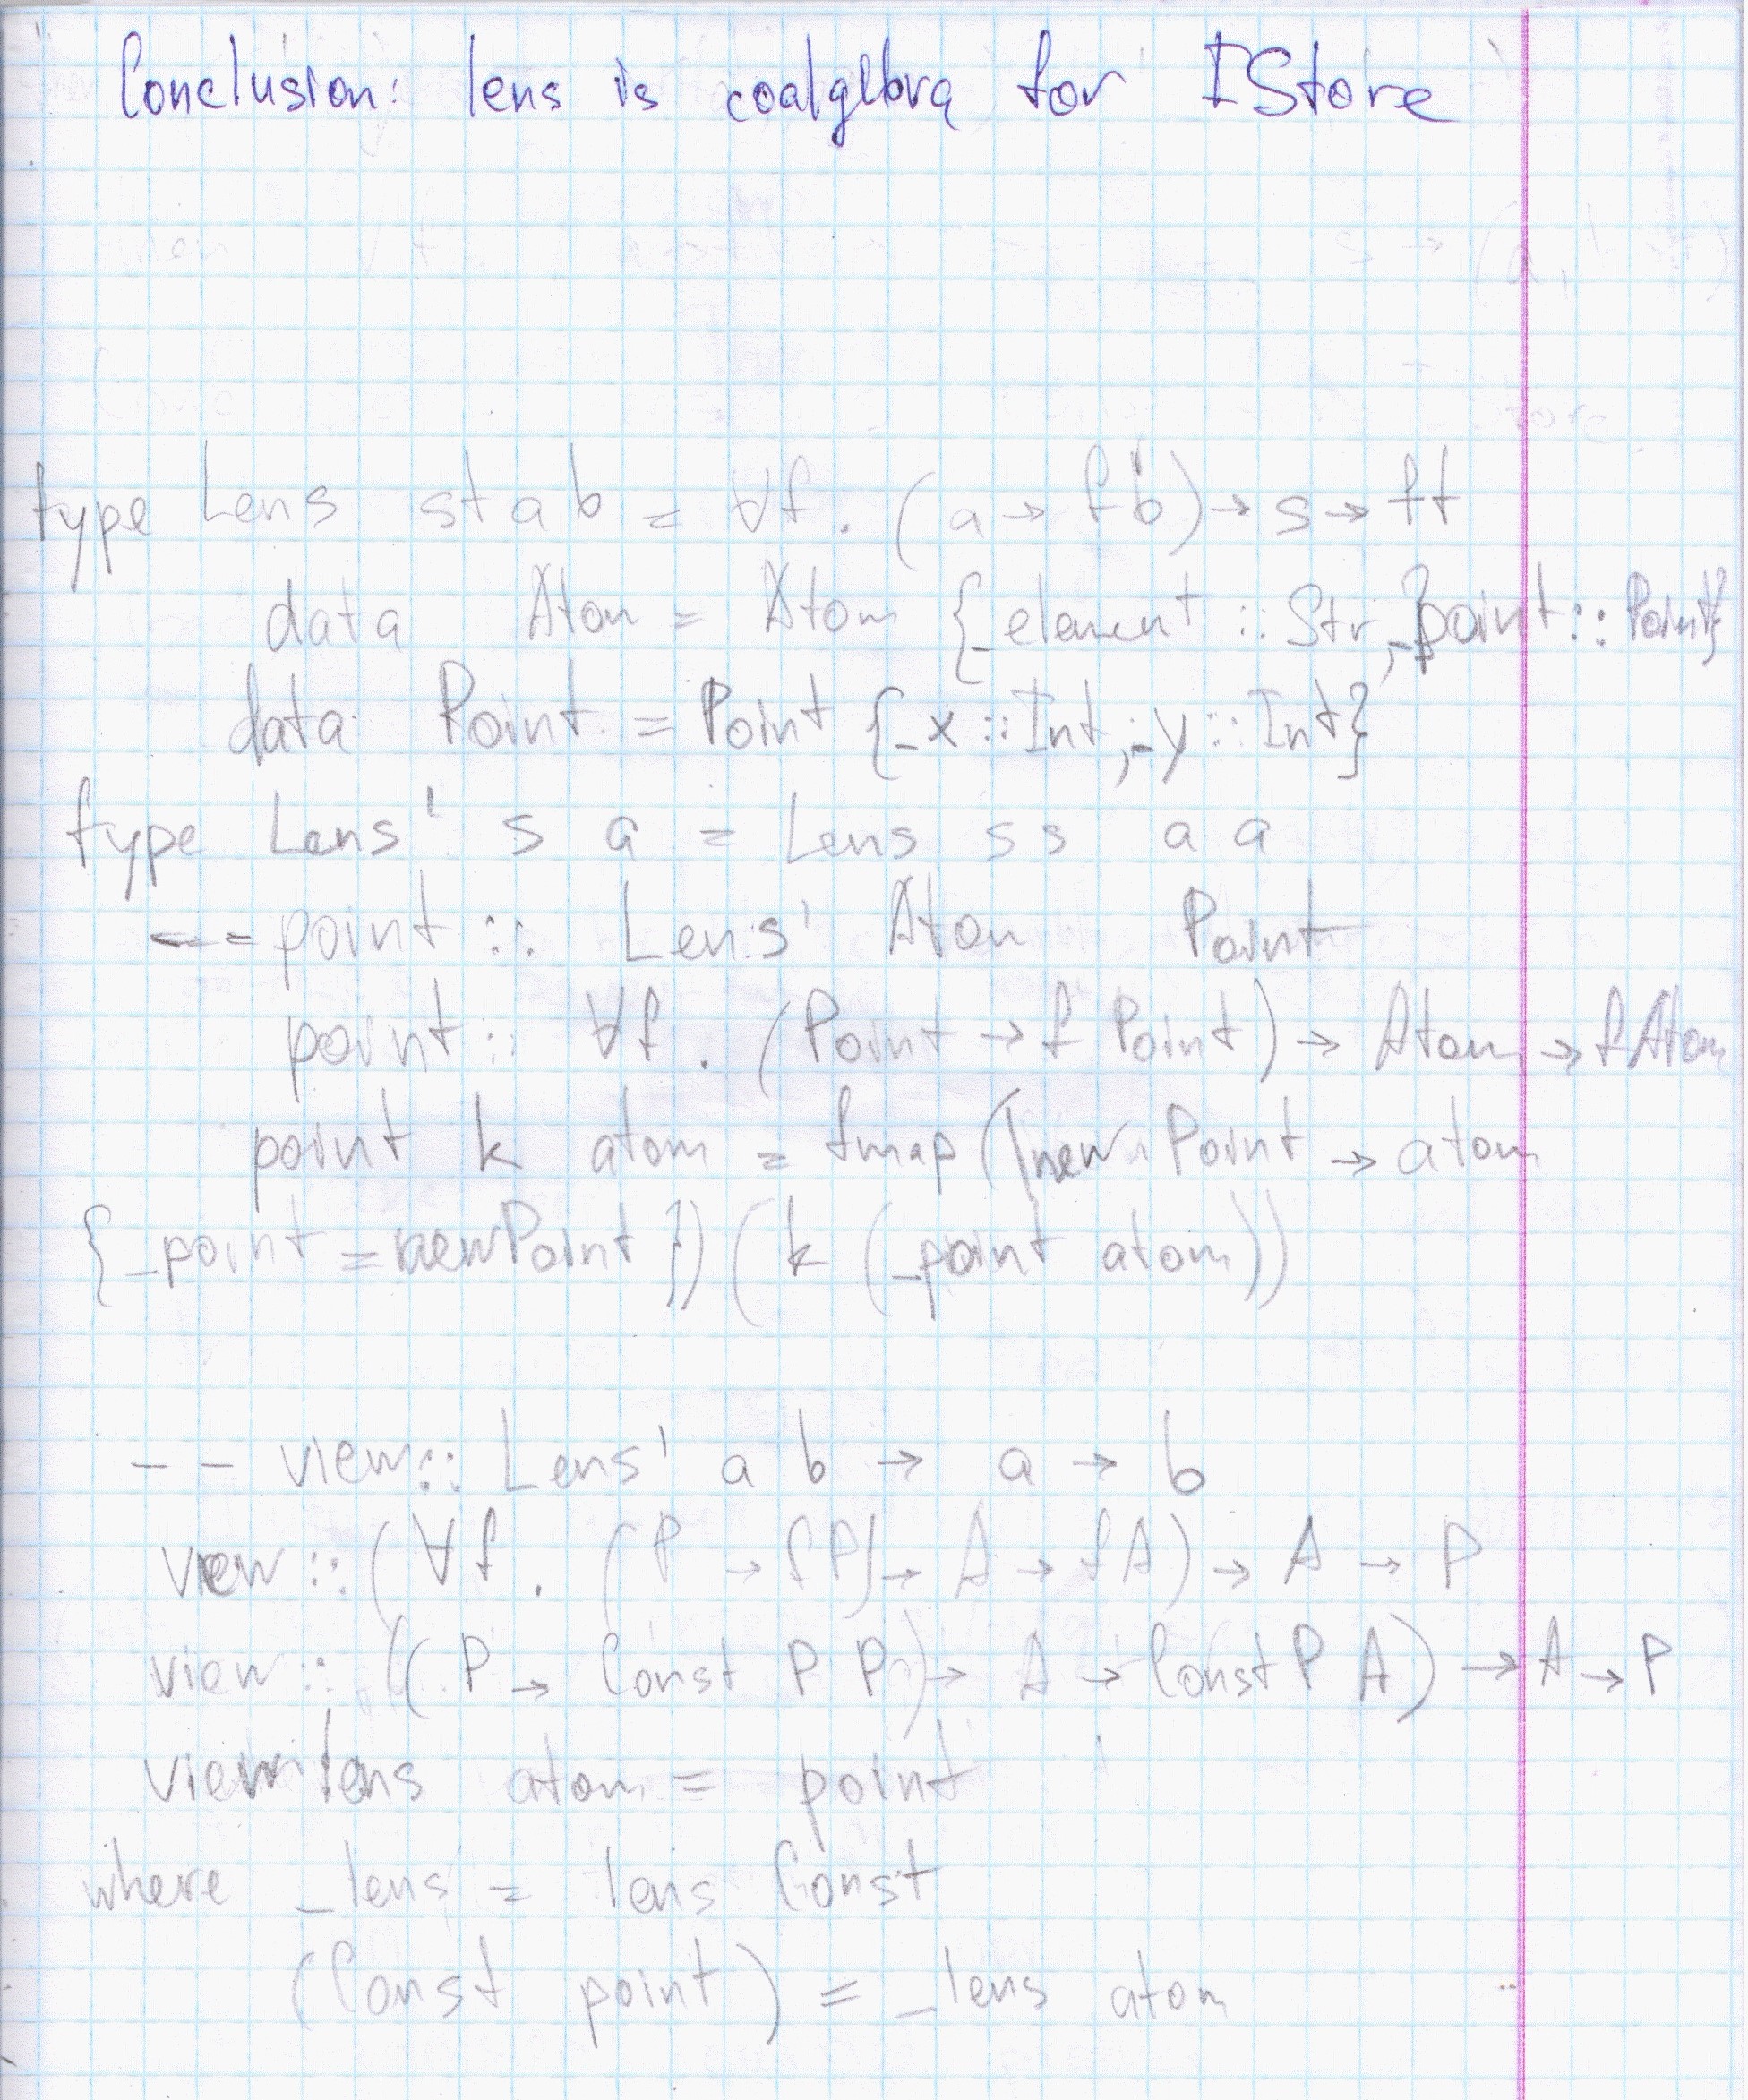 Conclusion: lens is coalgebra for IStore
type Lens s t a b = ∀f. (a → f b) → s → f t
data Atom = Atom {_element :: Str, _point :: Point}
data Point = Point {_x :: Int, _y :: Int}
type Lens' s a = Lens s s a a
-- point :: Lens' Atom Point
point :: ∀f. (Point → f Point) → Atom → f Atom
point k atom = fmap (\newPoint → atom
{_point = newPoint}) (k (_point atom))
-- view :: Lens' a b → a → b
view :: (∀f. (P → f P) → A → f A) → A → P
view :: ((P → Const P P) → A → Const P A) → A → P
view lens atom = point
where _lens = lens Const
(Const point) = _lens atom